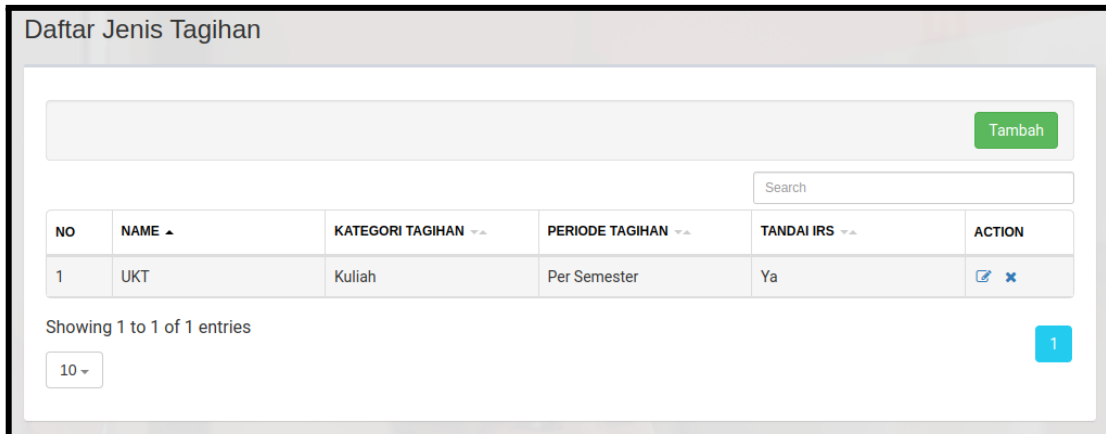 Daftar Jenis Tagihan
Tambah
Search
NO NAME KATEGORI TAGIHAN PERIODE TAGIHAN TANDAI IRS ACTION
1 UKT Kuliah Per Semester Ya
Showing 1 to 1 of 1 entries
1
10